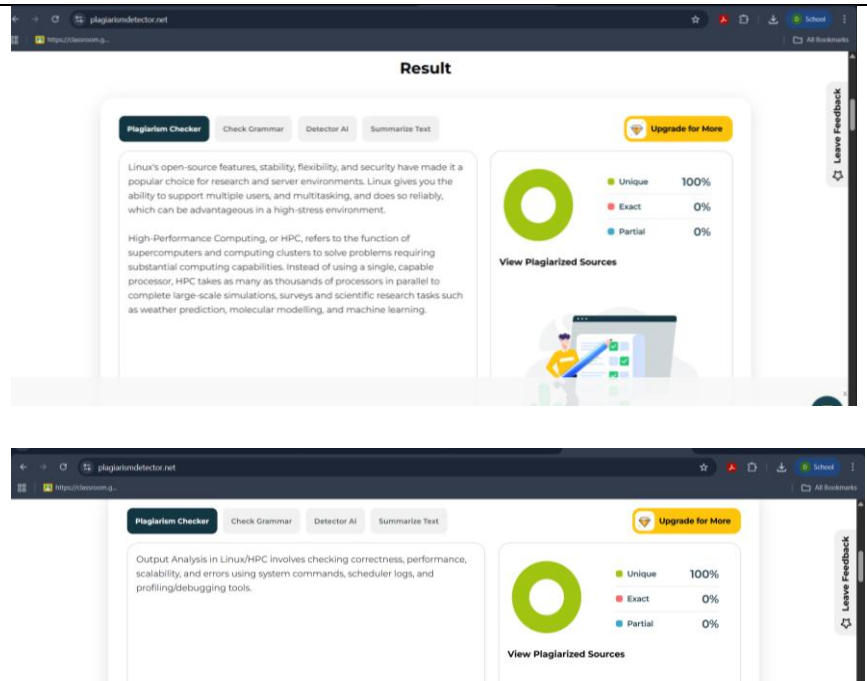 plagiarismdetector.net
School
https://classroom.g...
All Bookmarks
Result
Leave Feedback
Plagiarism Checker
Check Grammar
Detector AI
Summarize Text
Upgrade for More
Linux's open-source features, stability, flexibility, and security have made it a
popular choice for research and server environments. Linux gives you the
ability to support multiple users, and multitasking, and does so reliably,
which can be advantageous in a high-stress environment.
High-Performance Computing, or HPC, refers to the function of
supercomputers and computing clusters to solve problems requiring
substantial computing capabilities. Instead of using a single, capable
processor, HPC takes as many as thousands of processors in parallel to
complete large-scale simulations, surveys and scientific research tasks such
as weather prediction, molecular modelling, and machine learning.
Unique 100%
Exact 0%
Partial 0%
View Plagiarized Sources
x
plagiarismdetector.net
School
https://classroom.g...
All Bookmarks
Plagiarism Checker
Check Grammar
Detector AI
Summarize Text
Upgrade for More
Leave Feedback
Output Analysis in Linux/HPC involves checking correctness, performance,
scalability, and errors using system commands, scheduler logs, and
profiling/debugging tools.
Unique 100%
Exact 0%
Partial 0%
View Plagiarized Sources